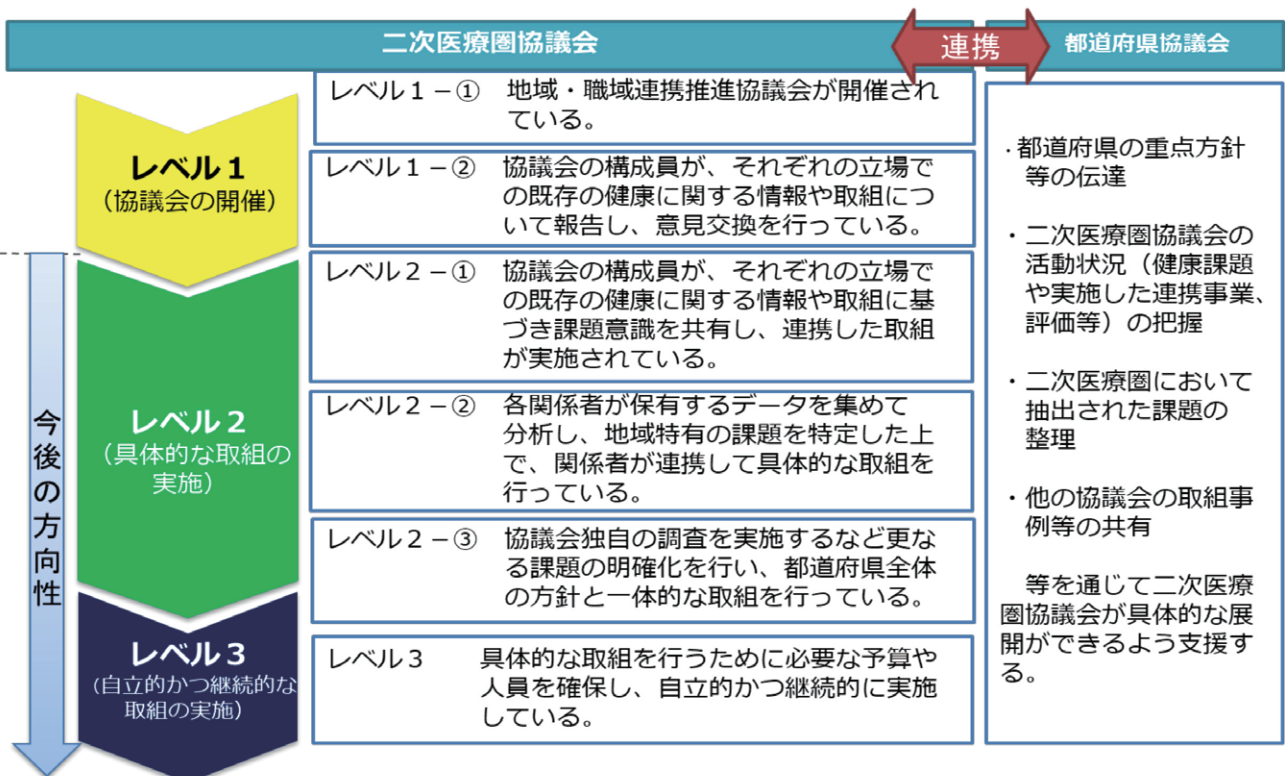 二次医療圏協議会
連携
都道府県協議会
レベル1
(協議会の開催)
レベル1－① 地域・職域連携推進協議会が開催され
ている。
レベル1－② 協議会の構成員が、それぞれの立場で
の既存の健康に関する情報や取組につ
いて報告し、意見交換を行っている。
今後の方向性
レベル2
(具体的な取組の
実施)
レベル2－① 協議会の構成員が、それぞれの立場で
の既存の健康に関する情報や取組に基
づき課題意識を共有し、連携した取組
が実施されている。
レベル2－② 各関係者が保有するデータを集めて
分析し、地域特有の課題を特定した上
で、関係者が連携して具体的な取組を
行っている。
レベル2－③ 協議会独自の調査を実施するなど更な
る課題の明確化を行い、都道府県全体
の方針と一体的な取組を行っている。
レベル3
(自立的かつ継続的な
取組の実施)
レベル3 具体的な取組を行うために必要な予算や
人員を確保し、自立的かつ継続的に実施
している。
・都道府県の重点方針
等の伝達
・二次医療圏協議会の
活動状況（健康課題
や実施した連携事業、
評価等）の把握
・二次医療圏において
抽出された課題の
整理
・他の協議会の取組事
例等の共有
等を通じて二次医療
圏協議会が具体的な展
開ができるよう支援す
る。